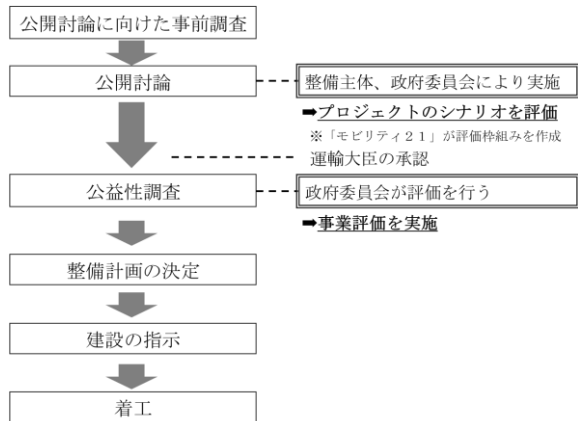 公開討論に向けた事前調査
公開討論
整備主体、政府委員会により実施
➡プロジェクトのシナリオを評価
※「モビリティ２１」が評価枠組みを作成
運輸大臣の承認
公益性調査
政府委員会が評価を行う
➡事業評価を実施
整備計画の決定
建設の指示
着工